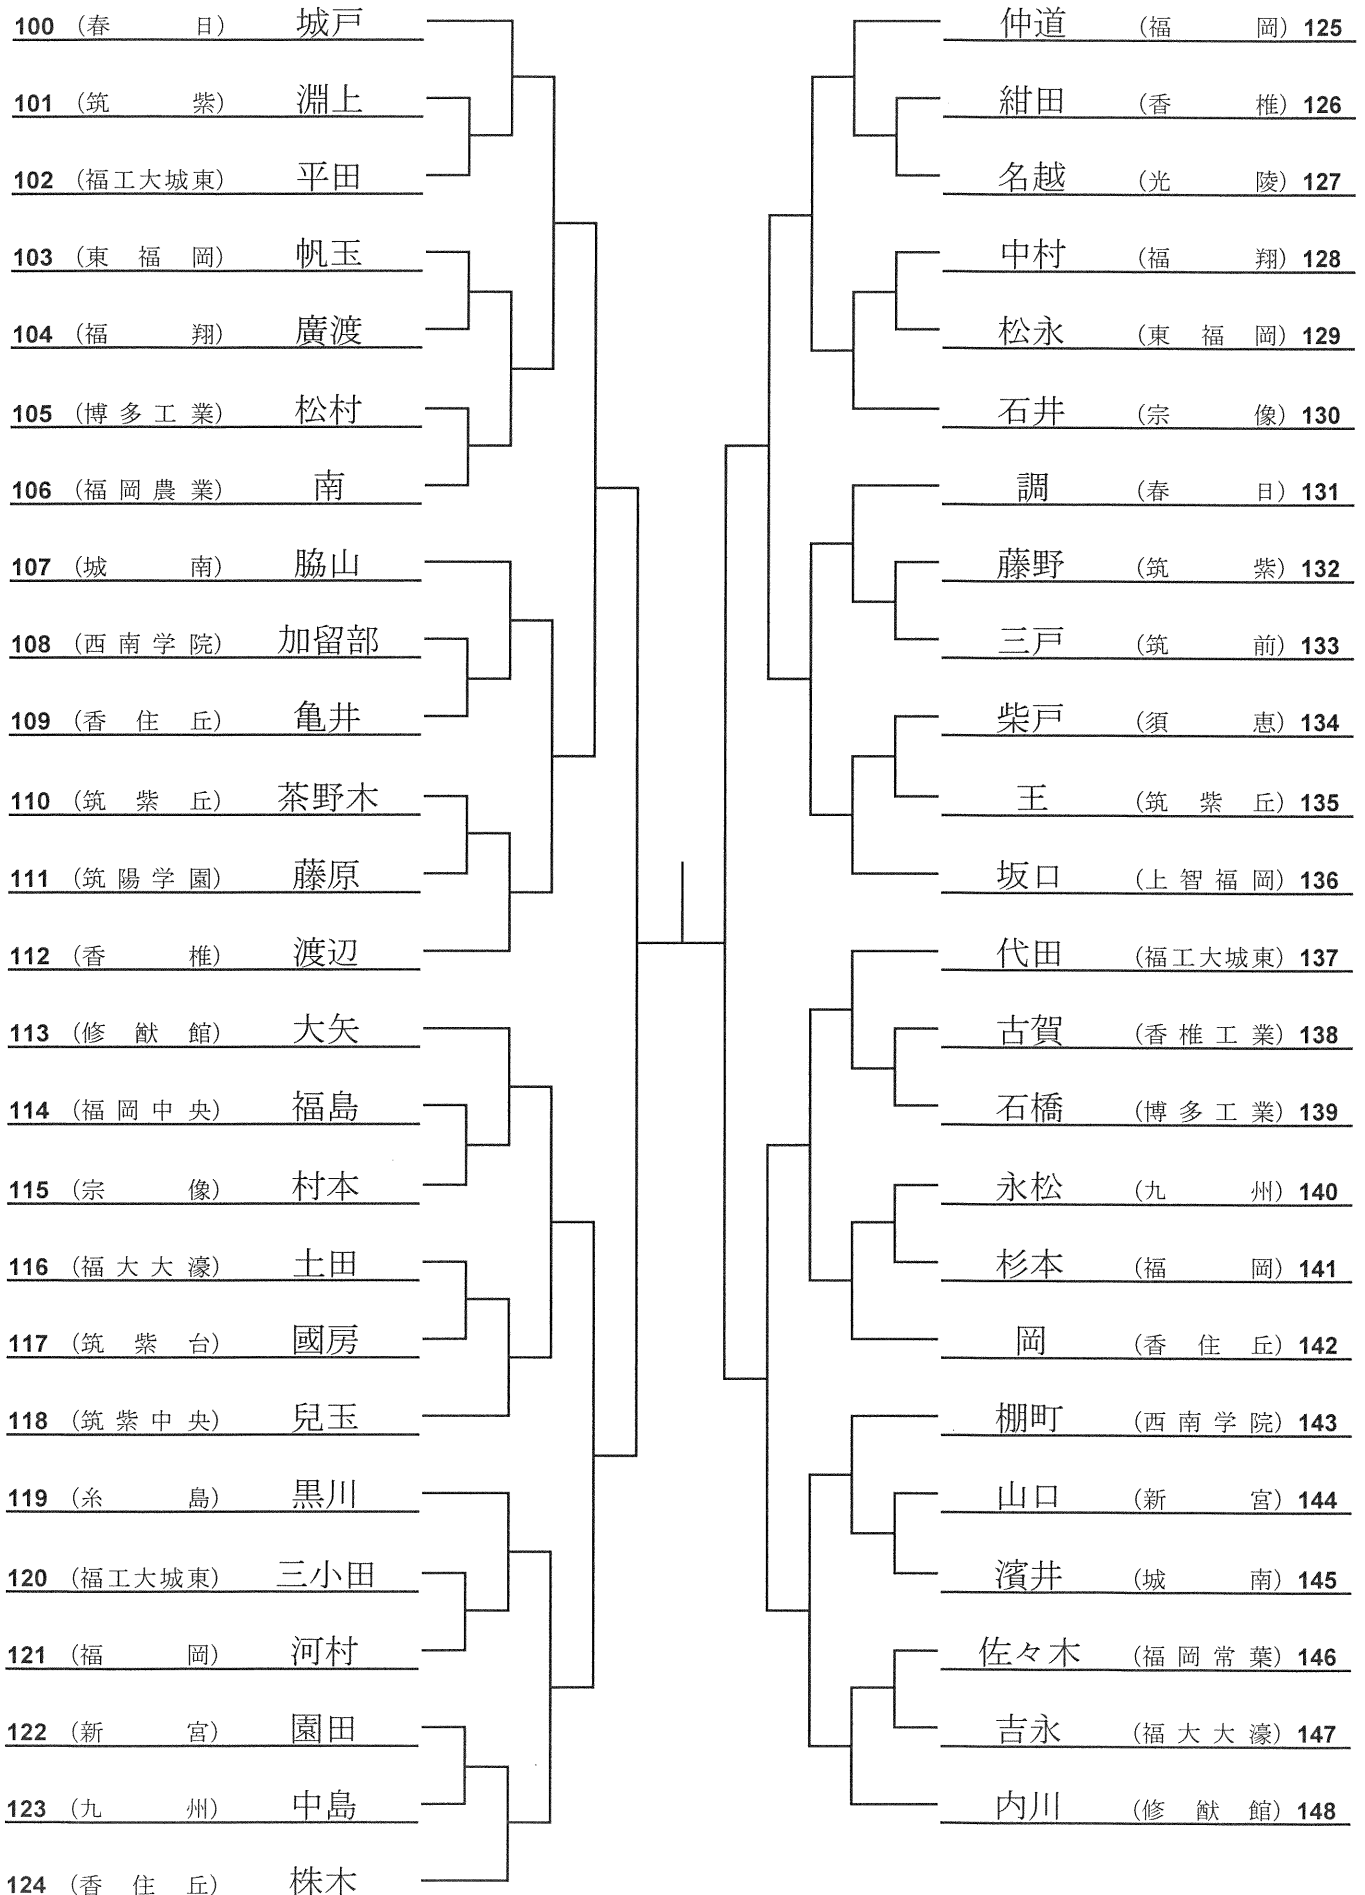 100 （春日） 城戸
101 （筑紫） 淵上
102 （福工大城東） 平田
103 （東福岡） 帆玉
104 （福翔） 廣渡
105 （博多工業） 松村
106 （福岡農業） 南
107 （城南） 脇山
108 （西南学院） 加留部
109 （香住丘） 亀井
110 （筑紫丘） 茶野木
111 （筑陽学園） 藤原
112 （香椎） 渡辺
113 （修猷館） 大矢
114 （福岡中央） 福島
115 （宗像） 村本
116 （福大大濠） 土田
117 （筑紫台） 國房
118 （筑紫中央） 兒玉
119 （糸島） 黒川
120 （福工大城東） 三小田
121 （福岡） 河村
122 （新宮） 園田
123 （九州） 中島
124 （香住丘） 株木
仲道 （福岡） 125
紺田 （香椎） 126
名越 （光陵） 127
中村 （福翔） 128
松永 （東福岡） 129
石井 （宗像） 130
調 （春日） 131
藤野 （筑紫） 132
三戸 （筑前） 133
柴戸 （須恵） 134
王 （筑紫丘） 135
坂口 （上智福岡） 136
代田 （福工大城東） 137
古賀 （香椎工業） 138
石橋 （博多工業） 139
永松 （九州） 140
杉本 （福岡） 141
岡 （香住丘） 142
棚町 （西南学院） 143
山口 （新宮） 144
濱井 （城南） 145
佐々木 （福岡常葉） 146
吉永 （福大大濠） 147
内川 （修猷館） 148